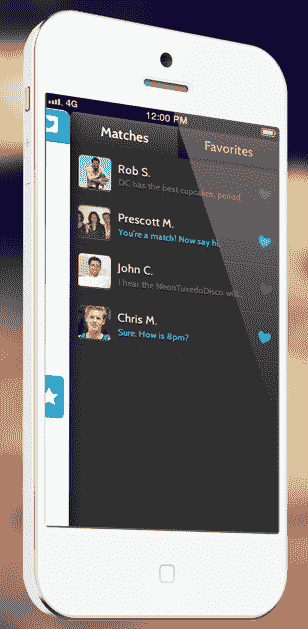 4G
12:00 PM
Matches
Favorites
Rob S.
DC has the best cupcakes, period.
Prescott M.
You're a match! Now say hi
John C.
I hear the NeonTuxedoDisco
Chris M.
Sure. How is 8pm?